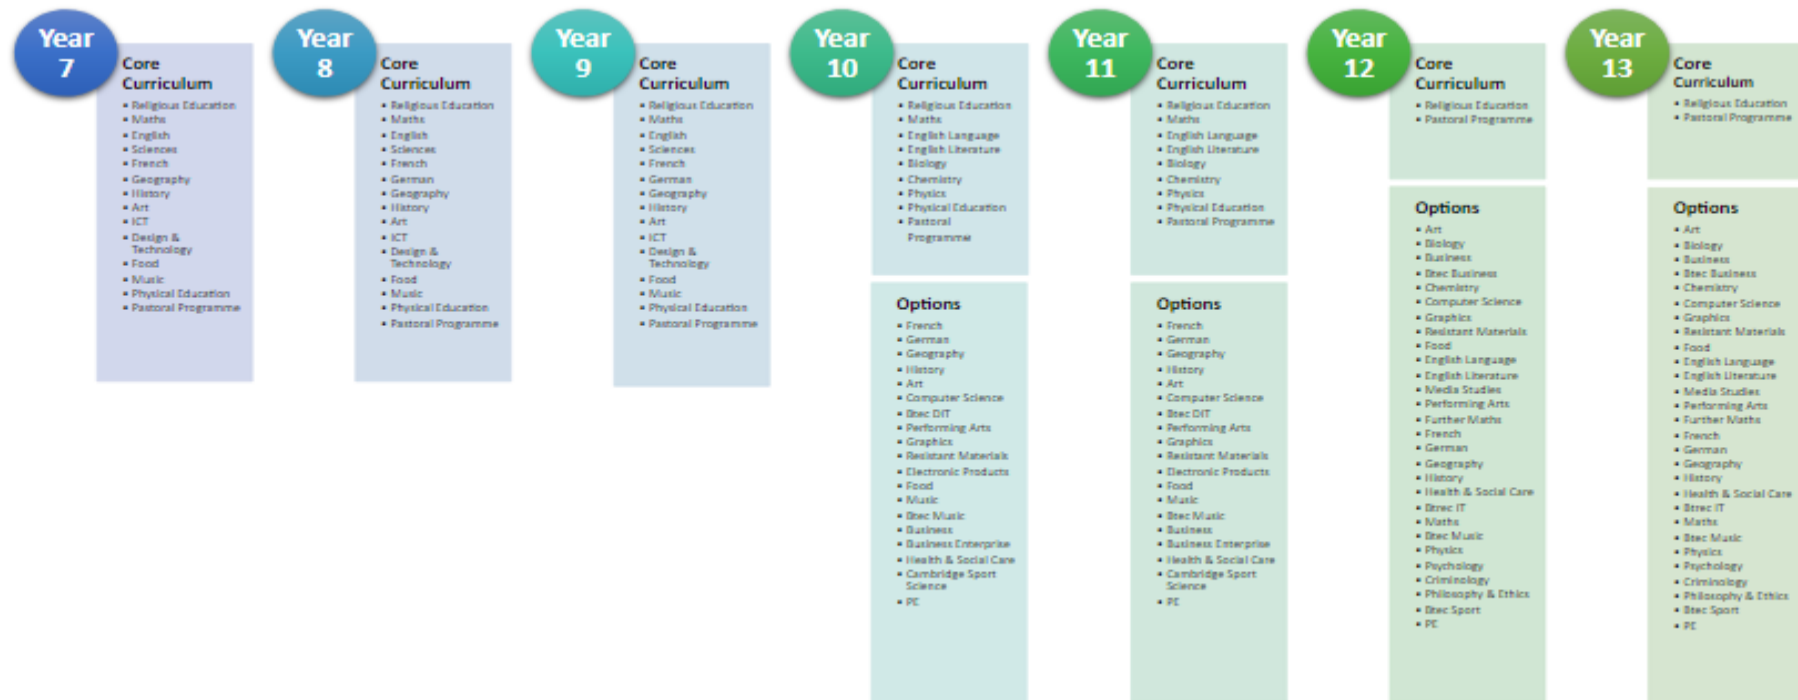 Year
7
Core
Curriculum
▪ Religious Education
▪ Maths
▪ English
▪ Sciences
▪ French
▪ Geography
▪ History
▪ Art
▪ ICT
▪ Design &
Technology
▪ Food
▪ Music
▪ Physical Education
▪ Pastoral Programme
Year
8
Core
Curriculum
▪ Religious Education
▪ Maths
▪ English
▪ Sciences
▪ French
▪ German
▪ Geography
▪ History
▪ Art
▪ ICT
▪ Design &
Technology
▪ Food
▪ Music
▪ Physical Education
▪ Pastoral Programme
Year
9
Core
Curriculum
▪ Religious Education
▪ Maths
▪ English
▪ Sciences
▪ French
▪ German
▪ Geography
▪ History
▪ Art
▪ ICT
▪ Design &
Technology
▪ Food
▪ Music
▪ Physical Education
▪ Pastoral Programme
Year
10
Core
Curriculum
▪ Religious Education
▪ Maths
▪ English Language
▪ English Literature
▪ Biology
▪ Chemistry
▪ Physics
▪ Physical Education
▪ Pastoral
Programme
Options
▪ French
▪ German
▪ Geography
▪ History
▪ Art
▪ Computer Science
▪ Btec DIT
▪ Performing Arts
▪ Graphics
▪ Resistant Materials
▪ Electronic Products
▪ Food
▪ Music
▪ Btec Music
▪ Business
▪ Business Enterprise
▪ Health & Social Care
▪ Cambridge Sport
Science
▪ PE
Year
11
Core
Curriculum
▪ Religious Education
▪ Maths
▪ English Language
▪ English Literature
▪ Biology
▪ Chemistry
▪ Physics
▪ Physical Education
▪ Pastoral Programme
Options
▪ French
▪ German
▪ Geography
▪ History
▪ Art
▪ Computer Science
▪ Btec DIT
▪ Performing Arts
▪ Graphics
▪ Resistant Materials
▪ Electronic Products
▪ Food
▪ Music
▪ Btec Music
▪ Business
▪ Business Enterprise
▪ Health & Social Care
▪ Cambridge Sport
Science
▪ PE
Year
12
Core
Curriculum
▪ Religious Education
▪ Pastoral Programme
Options
▪ Art
▪ Biology
▪ Business
▪ Btec Business
▪ Chemistry
▪ Computer Science
▪ Graphics
▪ Resistant Materials
▪ Food
▪ English Language
▪ English Literature
▪ Media Studies
▪ Performing Arts
▪ Further Maths
▪ French
▪ German
▪ Geography
▪ History
▪ Health & Social Care
▪ Btrec IT
▪ Maths
▪ Btec Music
▪ Physics
▪ Psychology
▪ Criminology
▪ Philosophy & Ethics
▪ Btec Sport
▪ PE
Year
13
Core
Curriculum
▪ Religious Education
▪ Pastoral Programme
Options
▪ Art
▪ Biology
▪ Business
▪ Btec Business
▪ Chemistry
▪ Computer Science
▪ Graphics
▪ Resistant Materials
▪ Food
▪ English Language
▪ English Literature
▪ Media Studies
▪ Performing Arts
▪ Further Maths
▪ French
▪ German
▪ Geography
▪ History
▪ Health & Social Care
▪ Btrec IT
▪ Maths
▪ Btec Music
▪ Physics
▪ Psychology
▪ Criminology
▪ Philosophy & Ethics
▪ Btec Sport
▪ PE